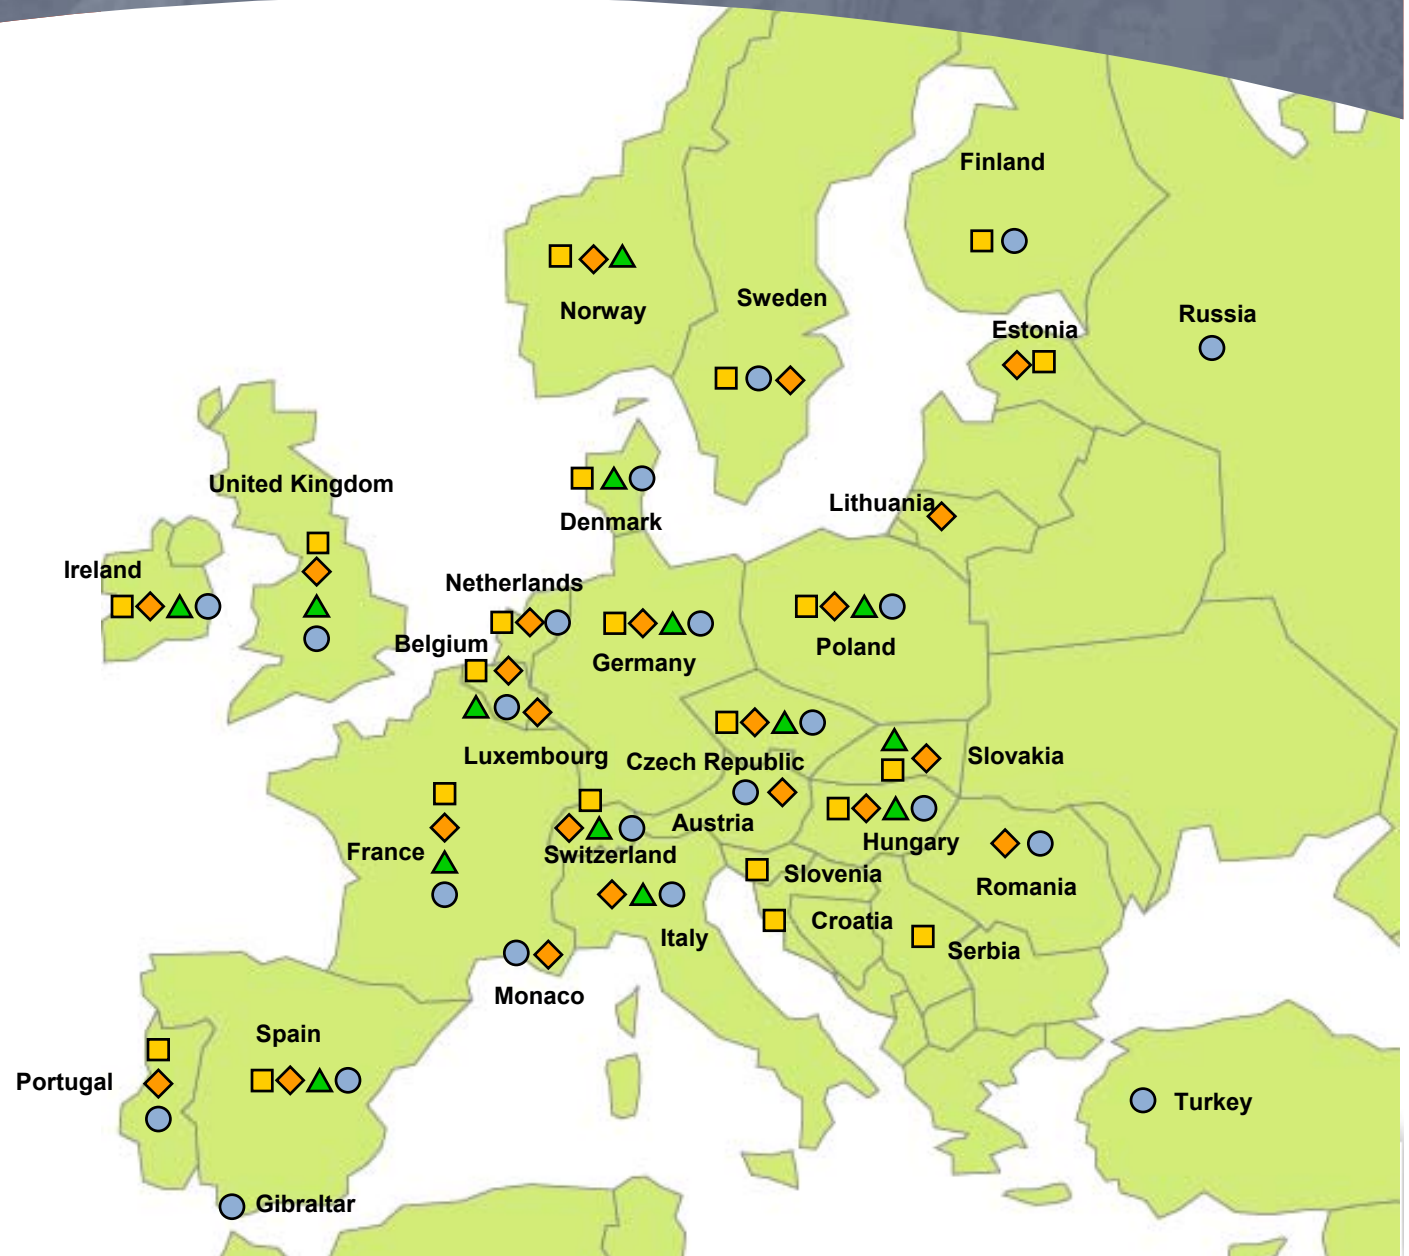 Finland
Norway
Sweden
Russia
Estonia
United Kingdom
Lithuania
Denmark
Ireland
Netherlands
Belgium
Poland
Germany
Luxembourg
Czech Republic
Slovakia
Austria
Hungary
France
Switzerland
Slovenia
Romania
Croatia
Italy
Serbia
Monaco
Spain
Portugal
Turkey
Gibraltar